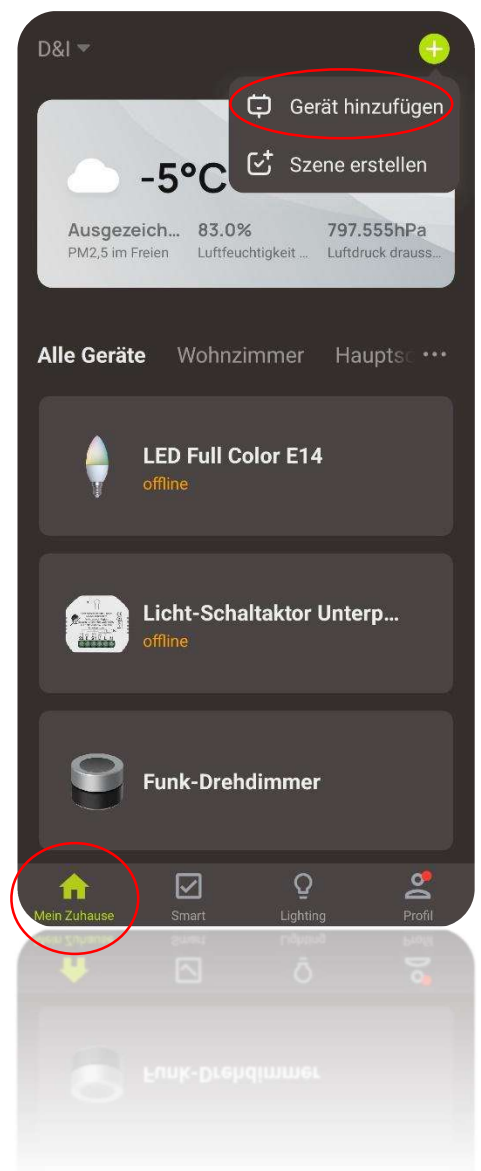 D&I
Gerät hinzufügen
Szene erstellen
-5°C
Ausgezeich... 83.0% 797.555hPa
PM2,5 im Freien Luftfeuchtigkeit ... Luftdruck drauss...
Alle Geräte Wohnzimmer Hauptsc ···
LED Full Color E14
offline
Licht-Schaltaktor Unterp...
offline
Funk-Drehdimmer
Mein Zuhause Smart Lighting Profil